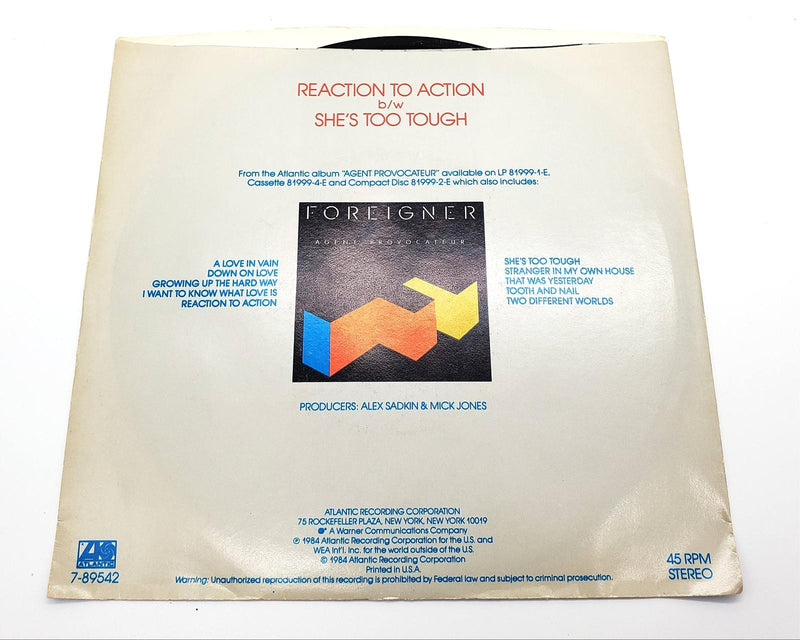 REACTION TO ACTION
b/w
SHE'S TOO TOUGH
From the Atlantic album "AGENT PROVOCATEUR" available on LP 81999-1-E,
Cassette 81999-4-E and Compact Disc 81999-2-E which also includes:
FOREIGNER
AGENT PROVOCATEUR
A LOVE IN VAIN
DOWN ON LOVE
GROWING UP THE HARD WAY
I WANT TO KNOW WHAT LOVE IS
REACTION TO ACTION
SHE'S TOO TOUGH
STRANGER IN MY OWN HOUSE
THAT WAS YESTERDAY
TOOTH AND NAIL
TWO DIFFERENT WORLDS
PRODUCERS: ALEX SADKIN & MICK JONES
ATLANTIC RECORDING CORPORATION
75 ROCKEFELLER PLAZA, NEW YORK, NEW YORK 10019
A Warner Communications Company
℗ 1984 Atlantic Recording Corporation for the U.S. and
WEA Int'l. Inc. for the world outside of the U.S.
© 1984 Atlantic Recording Corporation
Printed in U.S.A.
Warning: Unauthorized reproduction of this recording is prohibited by Federal law and subject to criminal prosecution.
ATLANTIC
7-89542
45 RPM
STEREO